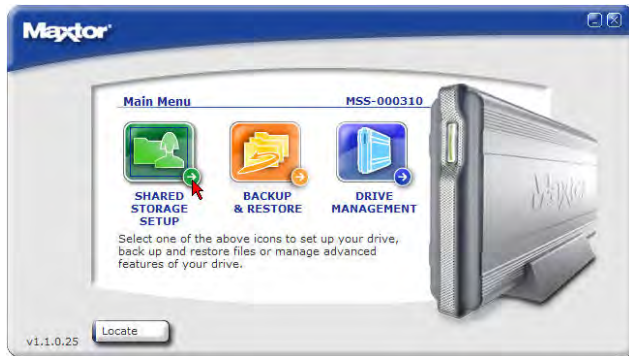 Maxtor
Main Menu MSS-000310
SHARED STORAGE SETUP
BACKUP & RESTORE
DRIVE MANAGEMENT
Select one of the above icons to set up your drive,
back up and restore files or manage advanced
features of your drive.
Maxtor
Locate
v1.1.0.25